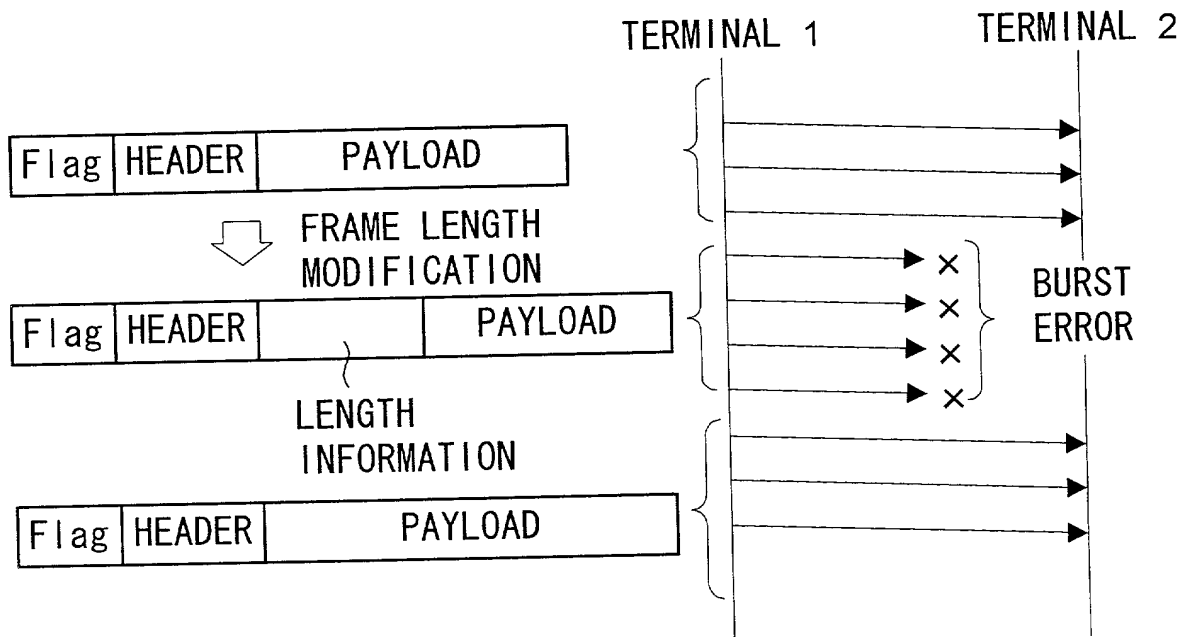 TERMINAL 1
TERMINAL 2
Flag HEADER PAYLOAD
FRAME LENGTH
MODIFICATION
Flag HEADER PAYLOAD
× 
×
×
×
BURST
ERROR
LENGTH
INFORMATION
Flag HEADER PAYLOAD